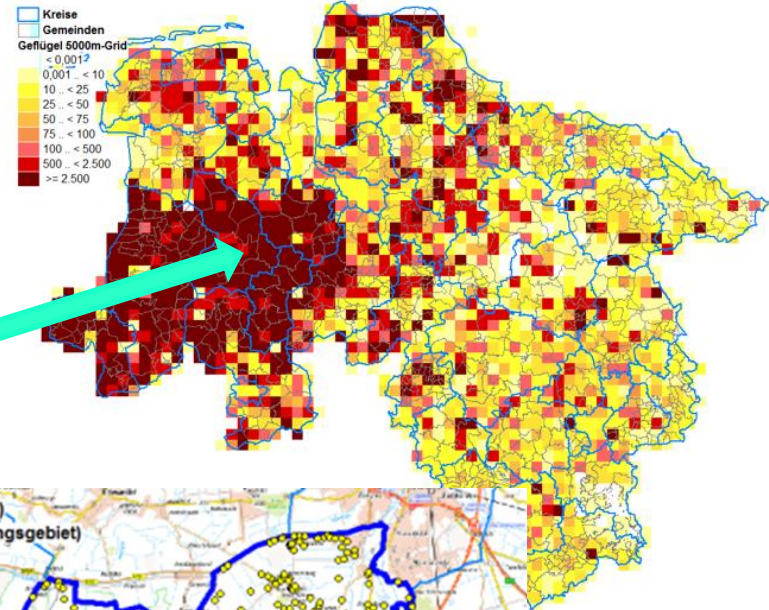 Kreise
Gemeinden
Geflügel 5000m-Grid
< 0,001
0,001 .. < 10
10 .. < 25
25 .. < 50
50 .. < 75
75 .. < 100
100 .. < 500
500 .. < 2.500
>= 2.500
)
ngsgebiet)